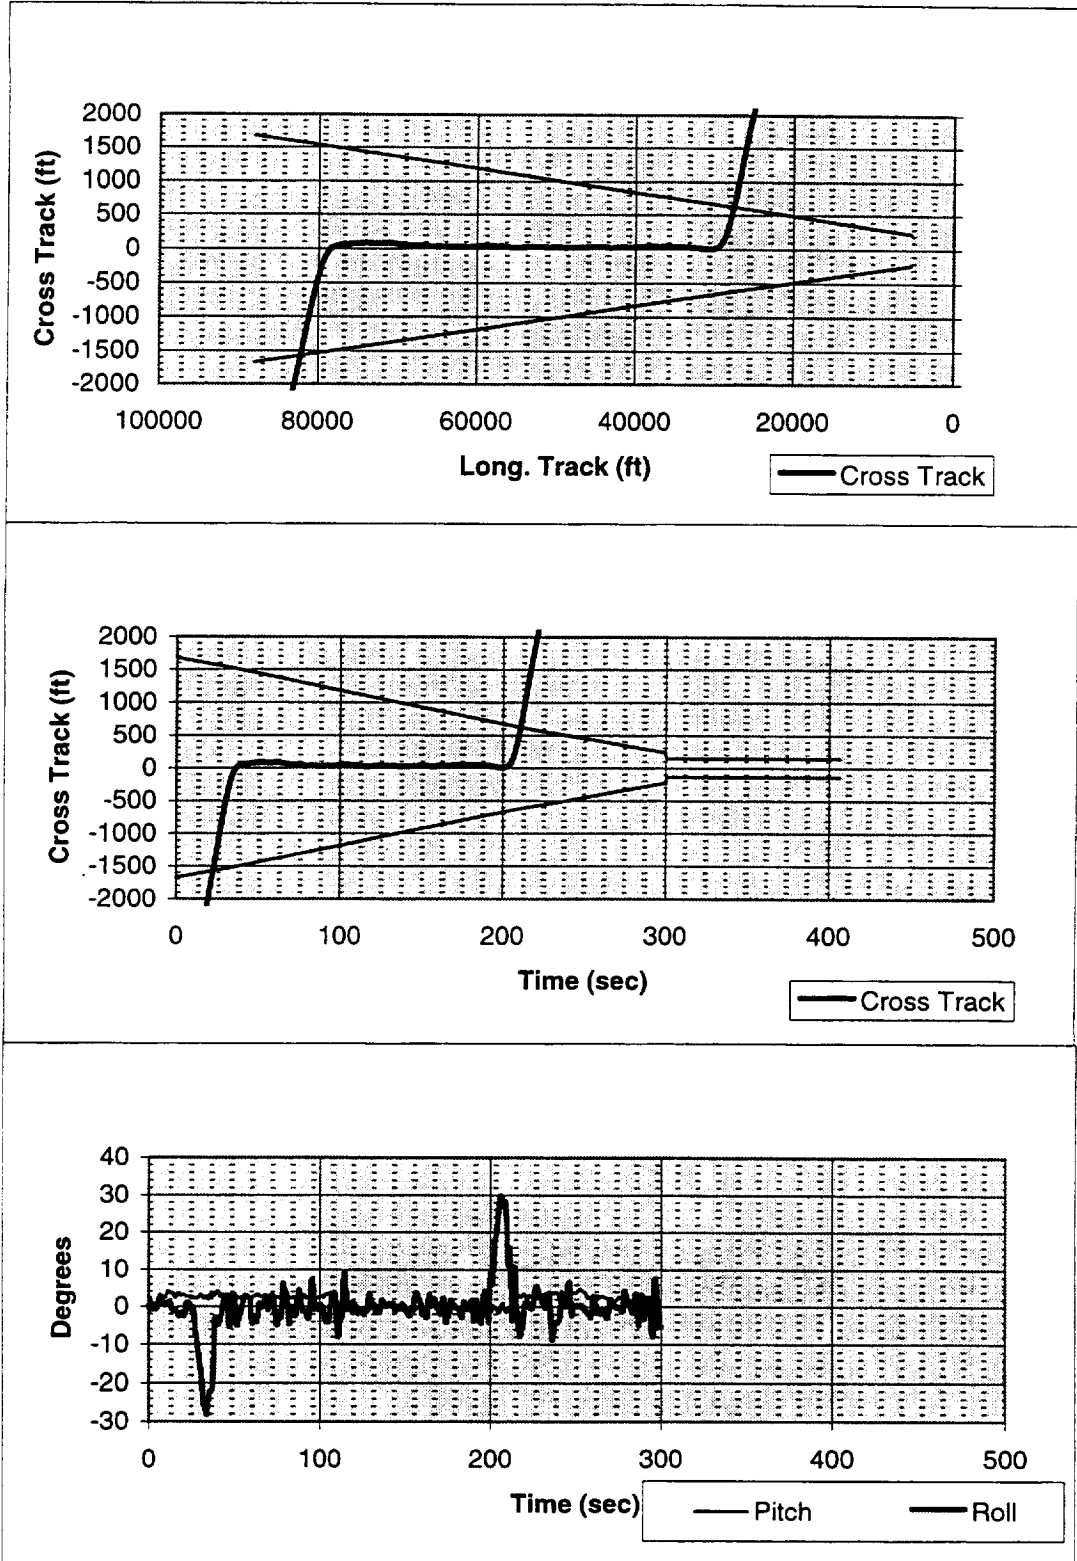 2000
1500
1000
500
0
-500
-1000
-1500
-2000
Cross Track (ft)
100000 80000 60000 40000 20000 0
Long. Track (ft)
Cross Track
2000
1500
1000
500
0
-500
-1000
-1500
-2000
Cross Track (ft)
0 100 200 300 400 500
Time (sec)
Cross Track
40
30
20
10
0
-10
-20
-30
Degrees
0 100 200 300 400 500
Time (sec)
Pitch Roll